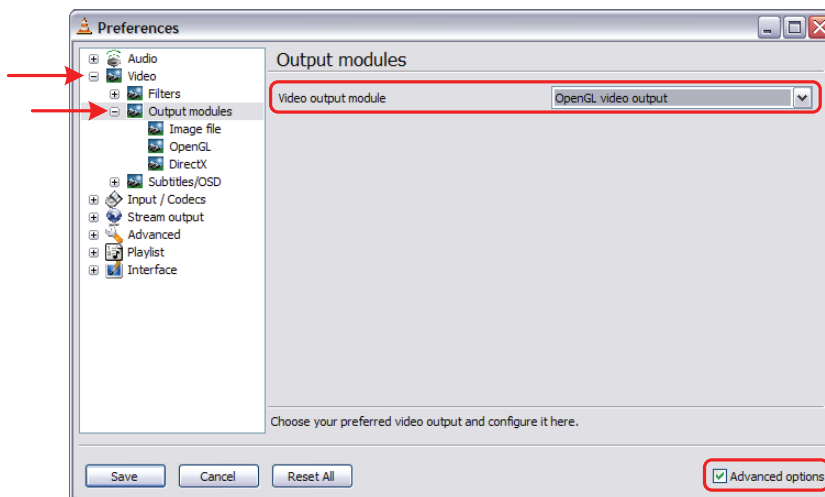 Preferences
Audio
Video
Filters
Output modules
Image file
OpenGL
DirectX
Subtitles/OSD
Input / Codecs
Stream output
Advanced
Playlist
Interface
Output modules
Video output module
OpenGL video output
Choose your preferred video output and configure it here.
Save
Cancel
Reset All
Advanced options